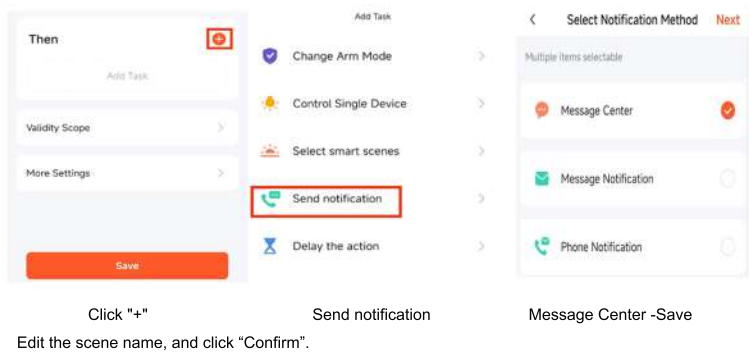 Then
Add Task
Validity Scope
More Settings
Save
Add Task
Change Arm Mode
Control Single Device
Select smart scenes
Send notification
Delay the action
Select Notification Method Next
Multiple items selectable
Message Center
Message Notification
Phone Notification
Click "+"
Send notification
Message Center -Save
Edit the scene name, and click “Confirm”.